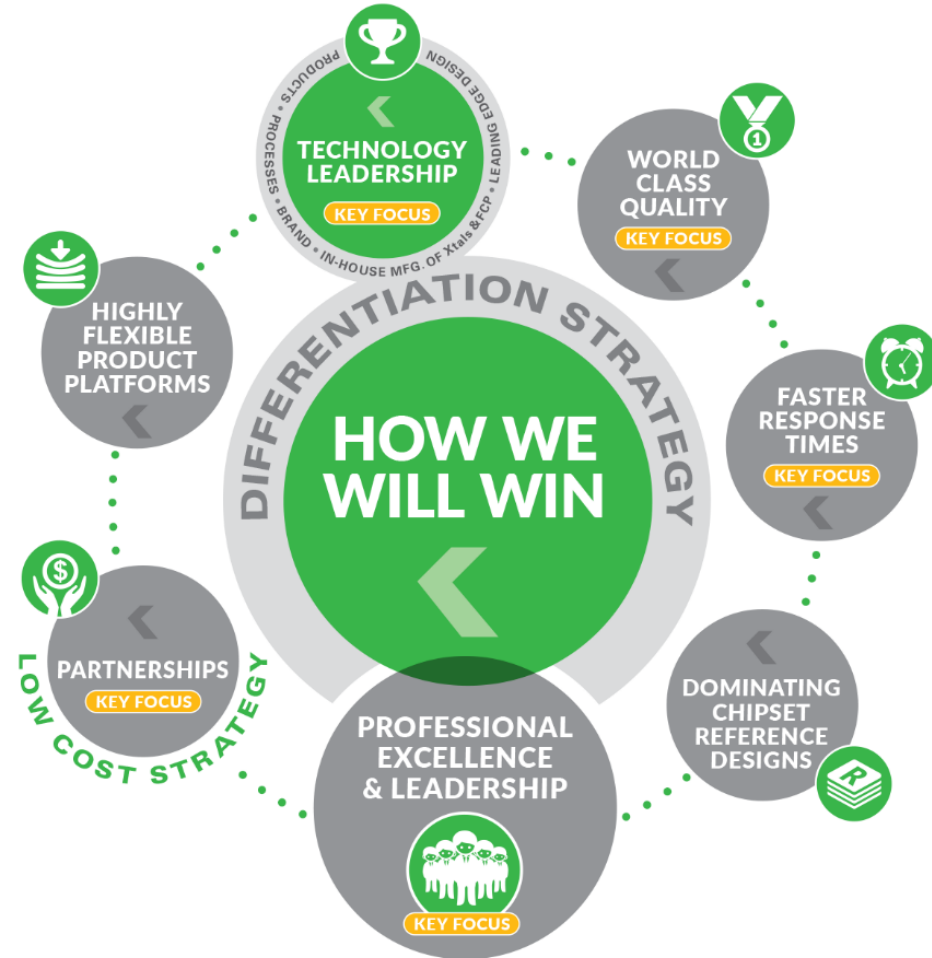 PRODUCTS • PROCESSES • BRAND • IN-HOUSE MFG. OF Xtals & FCP • LEADING EDGE DESIGN
TECHNOLOGY
LEADERSHIP
KEY FOCUS
1
WORLD
CLASS
QUALITY
KEY FOCUS
HIGHLY
FLEXIBLE
PRODUCT
PLATFORMS
DIFFERENTIATION STRATEGY
HOW WE
WILL WIN
FASTER
RESPONSE
TIMES
KEY FOCUS
$
PARTNERSHIPS
KEY FOCUS
LOW COST STRATEGY
DOMINATING
CHIPSET
REFERENCE
DESIGNS
R
PROFESSIONAL
EXCELLENCE
& LEADERSHIP
KEY FOCUS